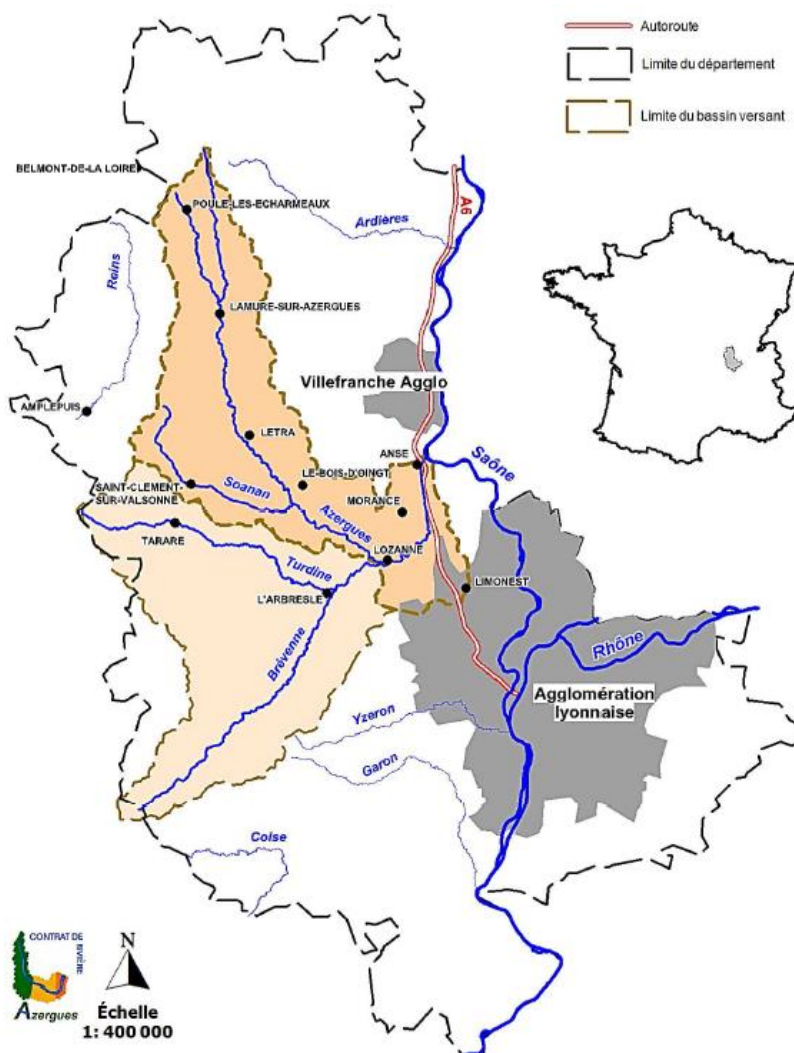 Autoroute
Limite du département
Limite du bassin versant
BELMONT-DE-LA LOIRE
POULE-LES-ECHARMEAUX
Ardières
A6
Reins
LAMURE-SUR-AZERGUES
Villefranche Agglo
AMPLEPUIS
LETRA
ANSE
Saône
SAINT-CLEMENT-
SUR-VALSONNE
Soanan
LE-BOIS-D'OINGT
MORANCE
Azergues
TARARE
LOZANNE
Turdine
LIMONEST
L'ARBRESLE
Brévenne
Rhône
Agglomération
lyonnaise
Yzeron
Garon
Coise
CONTRAT DE
RIVIÈRE
Azergues
N
Échelle
1: 400 000